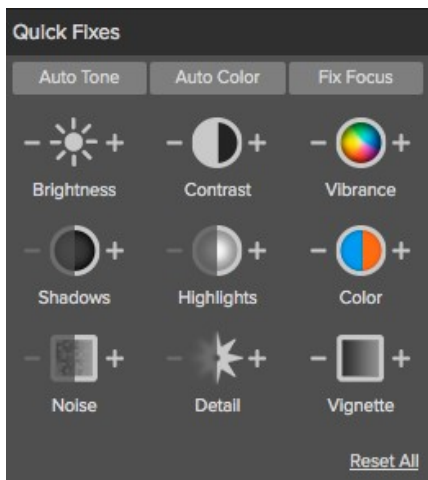 Quick Fixes
Auto Tone Auto Color Fix Focus
- + - + - +
Brightness Contrast Vibrance
- + - + - +
Shadows Highlights Color
- + - + - +
Noise Detail Vignette
Reset All